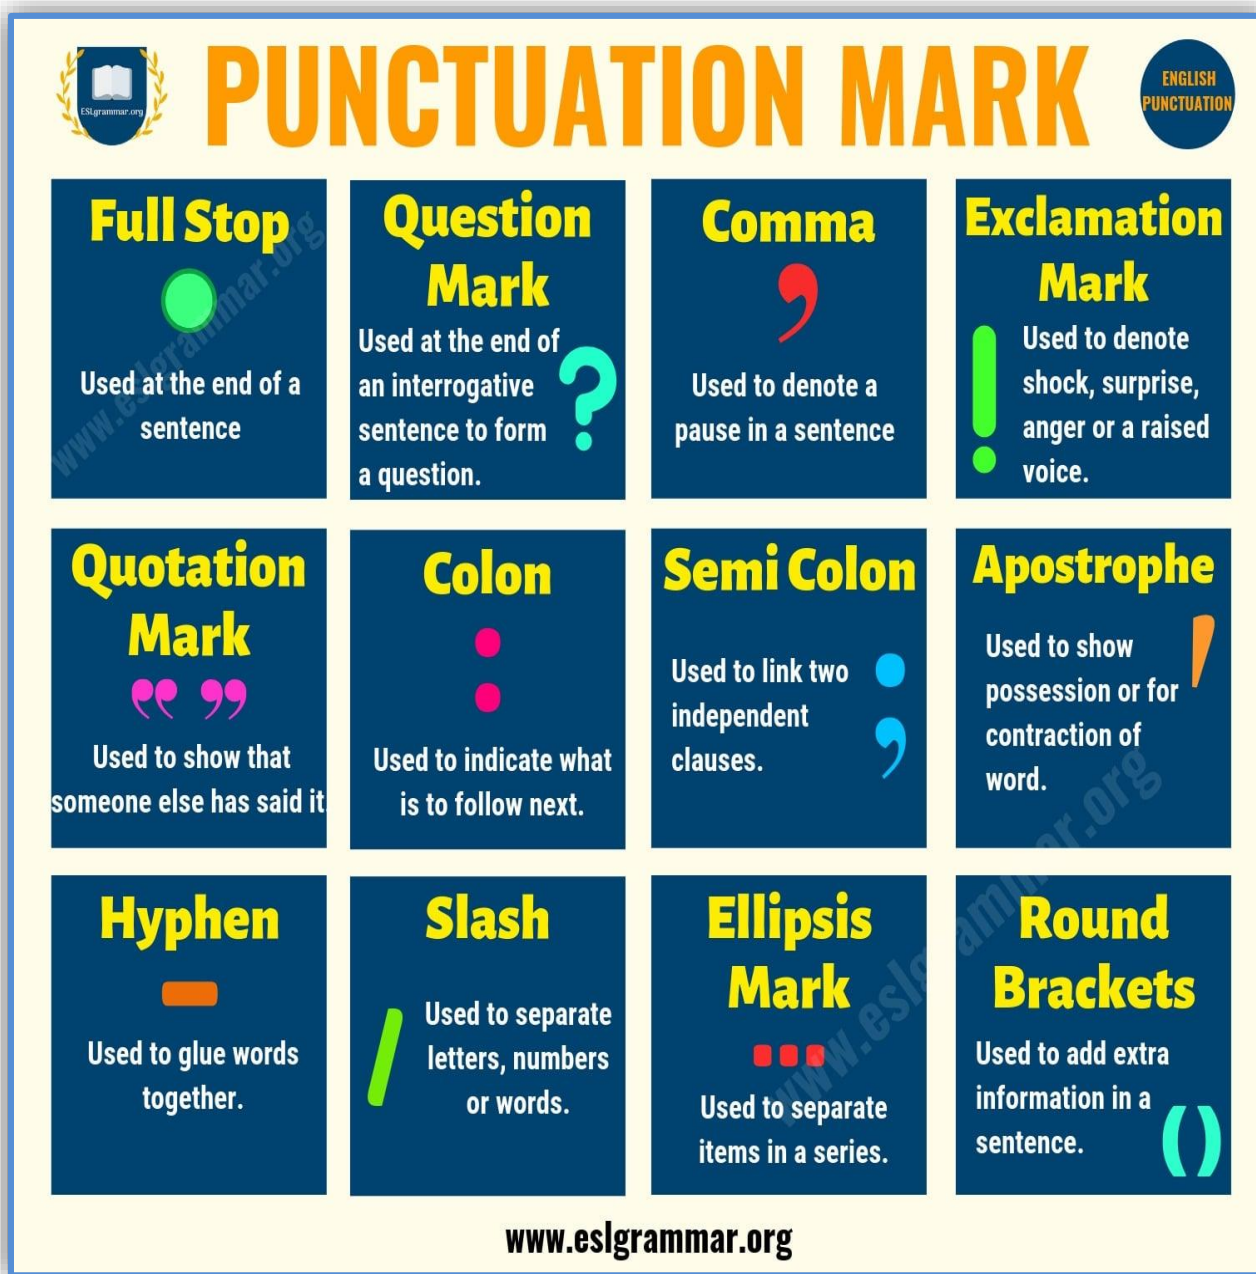 ESLgrammar.org
PUNCTUATION MARK
ENGLISH
PUNCTUATION
Full Stop
Used at the end of a
sentence
Question
Mark
Used at the end of
an interrogative
sentence to form
a question.
?
Comma
,
Used to denote a
pause in a sentence
Exclamation
Mark
!
Used to denote
shock, surprise,
anger or a raised
voice.
Quotation
Mark
“ ”
Used to show that
someone else has said it.
Colon
:
Used to indicate what
is to follow next.
Semi Colon
;
Used to link two
independent
clauses.
Apostrophe
'
Used to show
possession or for
contraction of
word.
Hyphen
-
Used to glue words
together.
Slash
/
Used to separate
letters, numbers
or words.
Ellipsis
Mark
...
Used to separate
items in a series.
Round
Brackets
Used to add extra
information in a
sentence.
()
www.eslgrammar.org
www.eslgrammar.org
www.eslgrammar.org